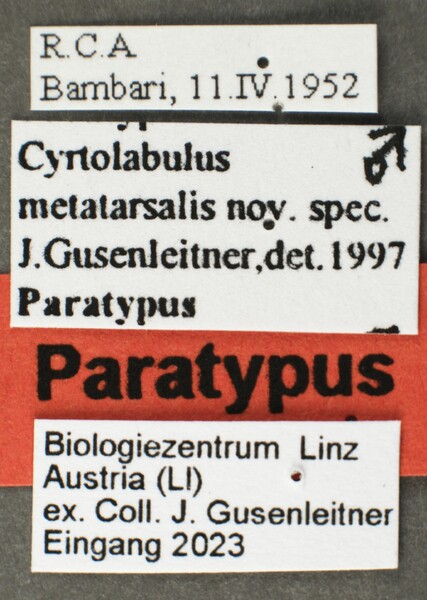 R.C.A
Bambari, 11.IV.1952
Cyrtolabulus ♂
metatarsalis nov. spec.
J.Gusenleitner,det.1997
Paratypus
Paratypus
Biologiezentrum Linz
Austria (LI)
ex. Coll. J. Gusenleitner
Eingang 2023